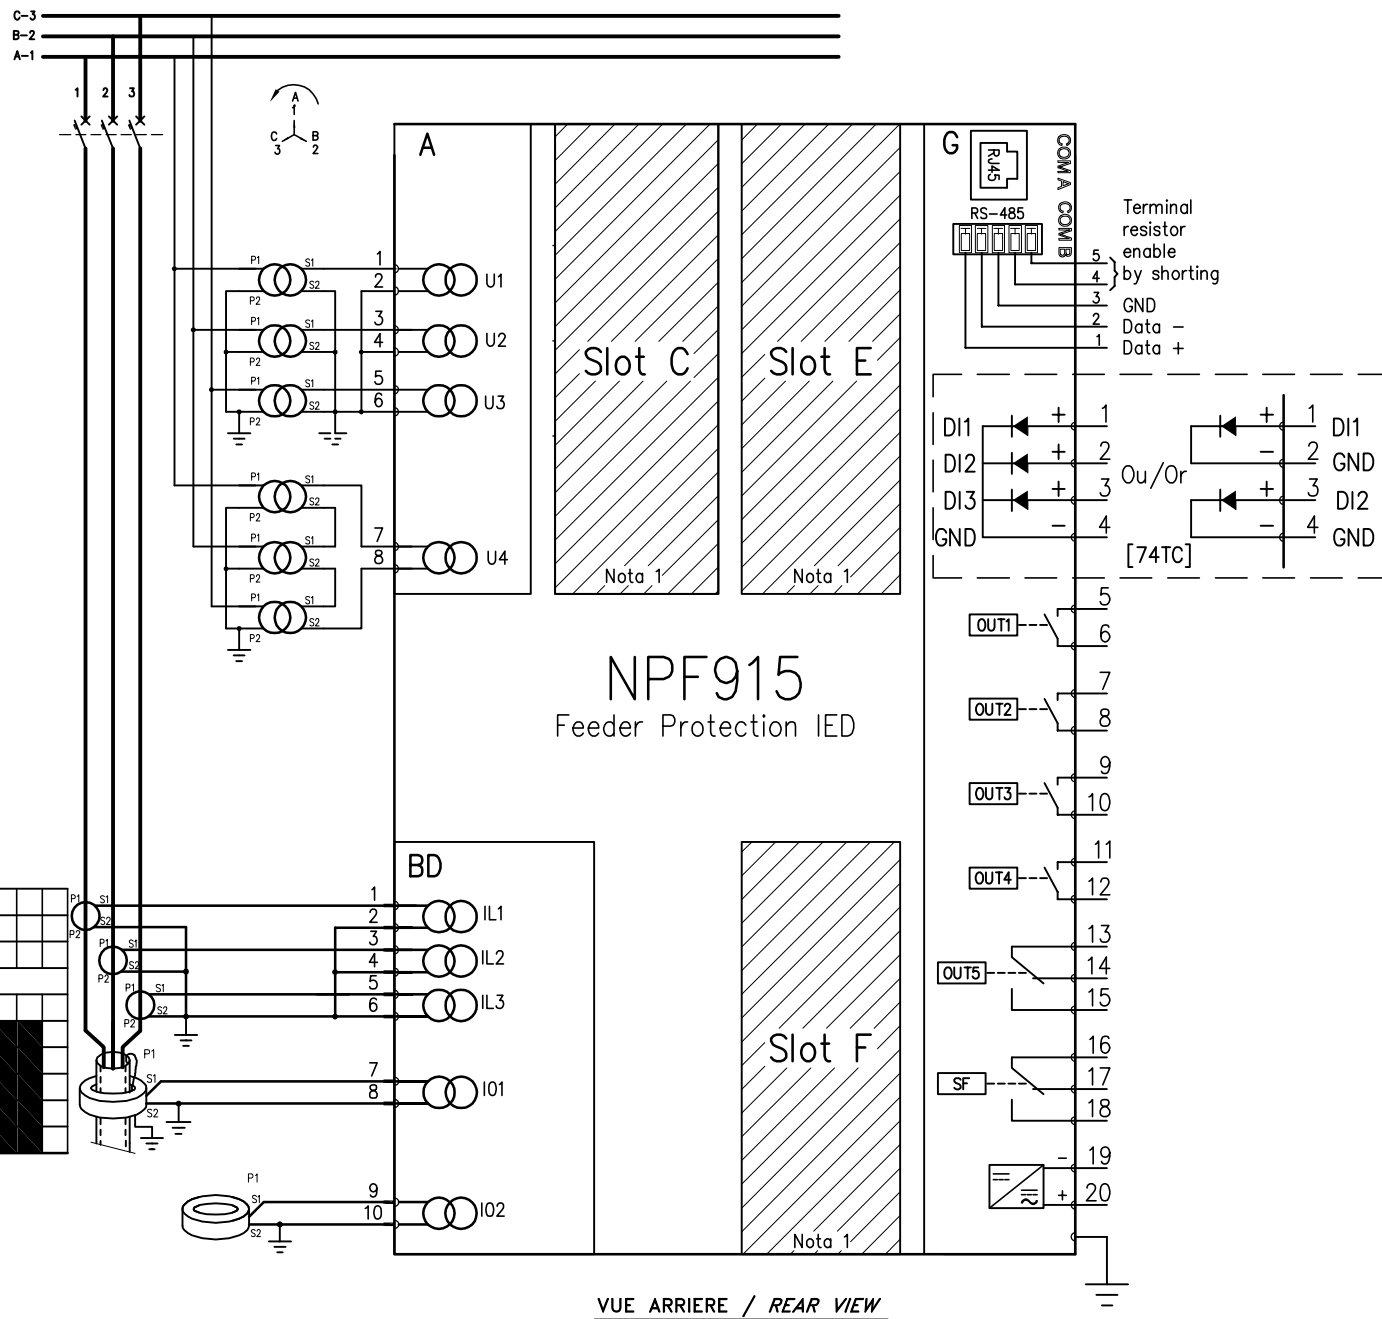 C-3
B-2
A-1
1 2 3
A
1
C B
3 2
A
G
RJ45
COM A COM B
RS-485
Terminal
resistor
enable
by shorting
5
4
3 GND
2 Data -
1 Data +
P1 S1 1
P2 S2 2 U1
P1 S1 3
P2 S2 4 U2
P1 S1 5
P2 S2 6 U3
P1 S1
P2 S2
P1 S1 7
P2 S2 8 U4
P1 S1
P2 S2
Slot C
Nota 1
Slot E
Nota 1
DI1 + 1
DI2 + 2
DI3 + 3
GND - 4
Ou/Or
[74TC]
+ 1 DI1
- 2 GND
+ 3 DI2
- 4 GND
OUT1 5
6
OUT2 7
8
OUT3 9
10
OUT4 11
12
OUT5 13
14
15
SF 16
17
18
- 19
+ 20
NPF915
Feeder Protection IED
BD
P1 S1 1
P2 S2 2 IL1
P1 S1 3
P2 S2 4 IL2
P1 S1 5
P2 S2 6 IL3
P1
S1 7
S2 8 I01
P1
S1 9
S2 10 I02
Slot F
Nota 1
VUE ARRIERE / REAR VIEW